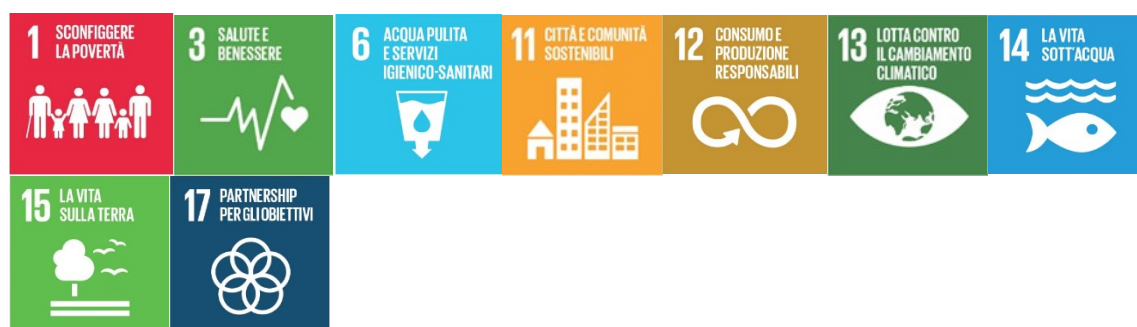 1 SCONFIGGERE
LA POVERTÀ
3 SALUTE E
BENESSERE
6 ACQUA PULITA
E SERVIZI
IGIENICO-SANITARI
11 CITTÀ E COMUNITÀ
SOSTENIBILI
12 CONSUMO E
PRODUZIONE
RESPONSABILI
13 LOTTA CONTRO
IL CAMBIAMENTO
CLIMATICO
14 LA VITA
SOTT'ACQUA
15 LA VITA
SULLA TERRA
17 PARTNERSHIP
PER GLI OBIETTIVI